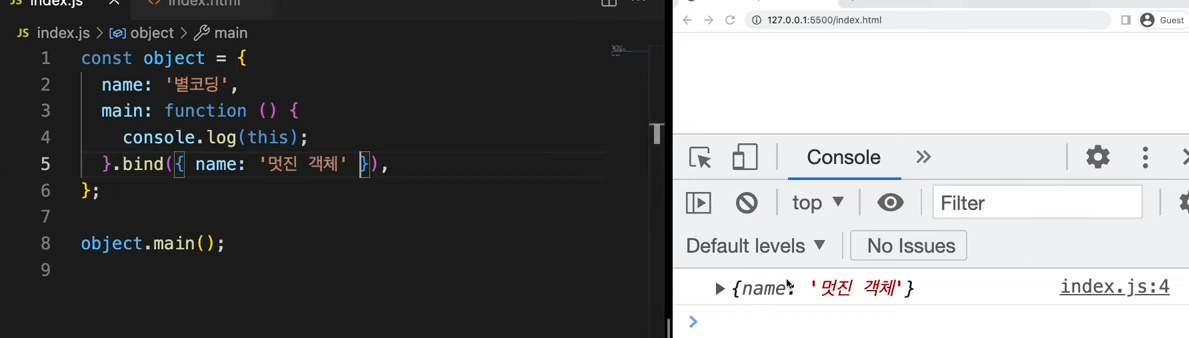 JS index.js × <> index.html
JS index.js > object > main
1 const object = {
2 name: '별코딩',
3 main: function () {
4 console.log(this);
5 }.bind({ name: '멋진 객체' }),
6 };
7
8 object.main();
9
127.0.0.1:5500/index.html
Guest
Console
top
Filter
Default levels
No Issues
{name: '멋진 객체'}
index.js:4